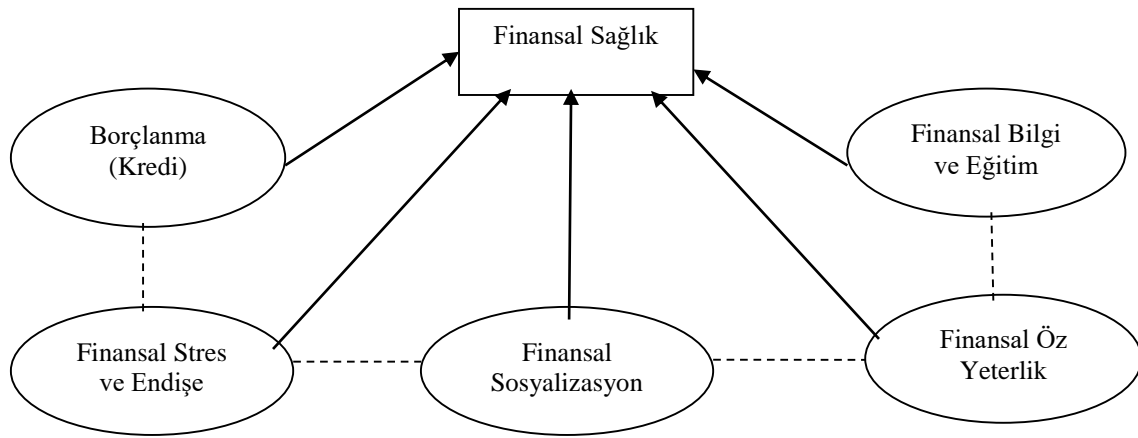 Finansal Sağlık
Borçlanma
(Kredi)
Finansal Bilgi
ve Eğitim
Finansal Stres
ve Endişe
Finansal
Sosyalizasyon
Finansal Öz
Yeterlik